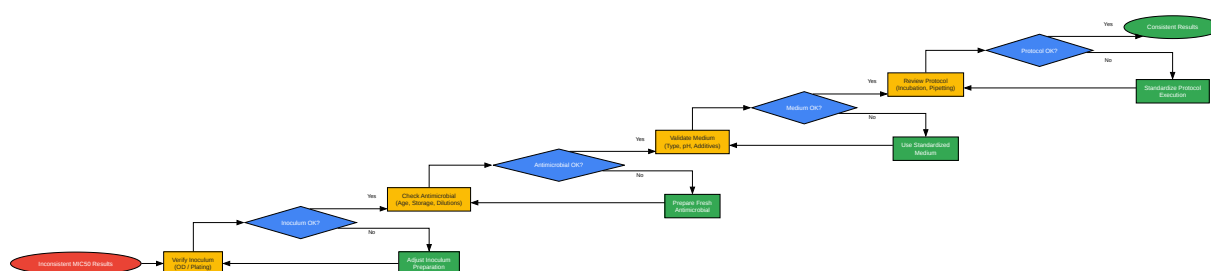 Inconsistent MIC50 Results
Verify Inoculum
(OD / Plating)
Inoculum OK?
Yes
No
Adjust Inoculum
Preparation
Check Antimicrobial
(Age, Storage, Dilutions)
Antimicrobial OK?
Yes
No
Prepare Fresh
Antimicrobial
Validate Medium
(Type, pH, Additives)
Medium OK?
Yes
No
Use Standardized
Medium
Review Protocol
(Incubation, Pipetting)
Protocol OK?
Yes
No
Standardize Protocol
Execution
Consistent Results